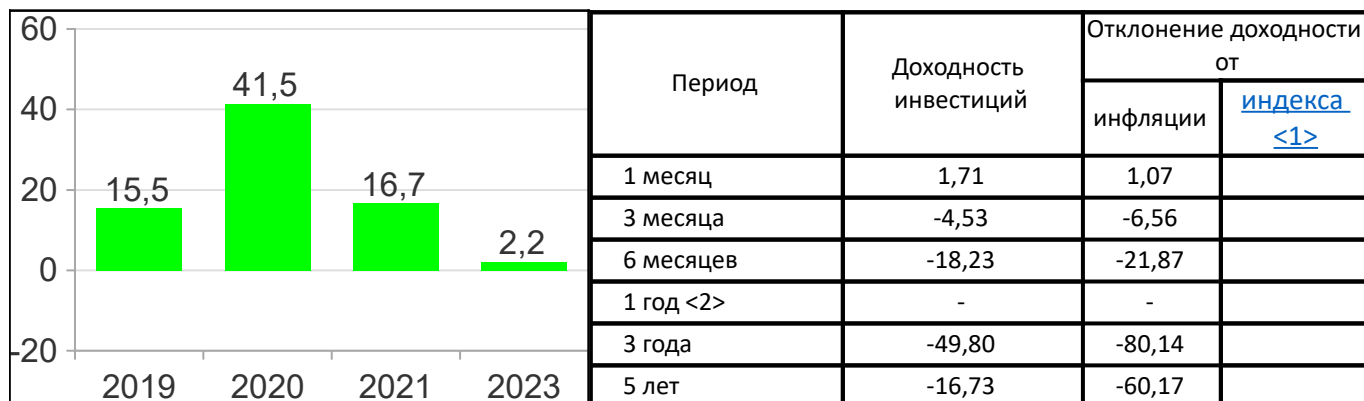 60
40
20
0
-20
15,5
41,5
16,7
2,2
2019 2020 2021 2023
Период
Доходность
инвестиций
Отклонение доходности
от
инфляции
индекса
<1>
1 месяц 1,71 1,07
3 месяца -4,53 -6,56
6 месяцев -18,23 -21,87
1 год <2> - -
3 года -49,80 -80,14
5 лет -16,73 -60,17